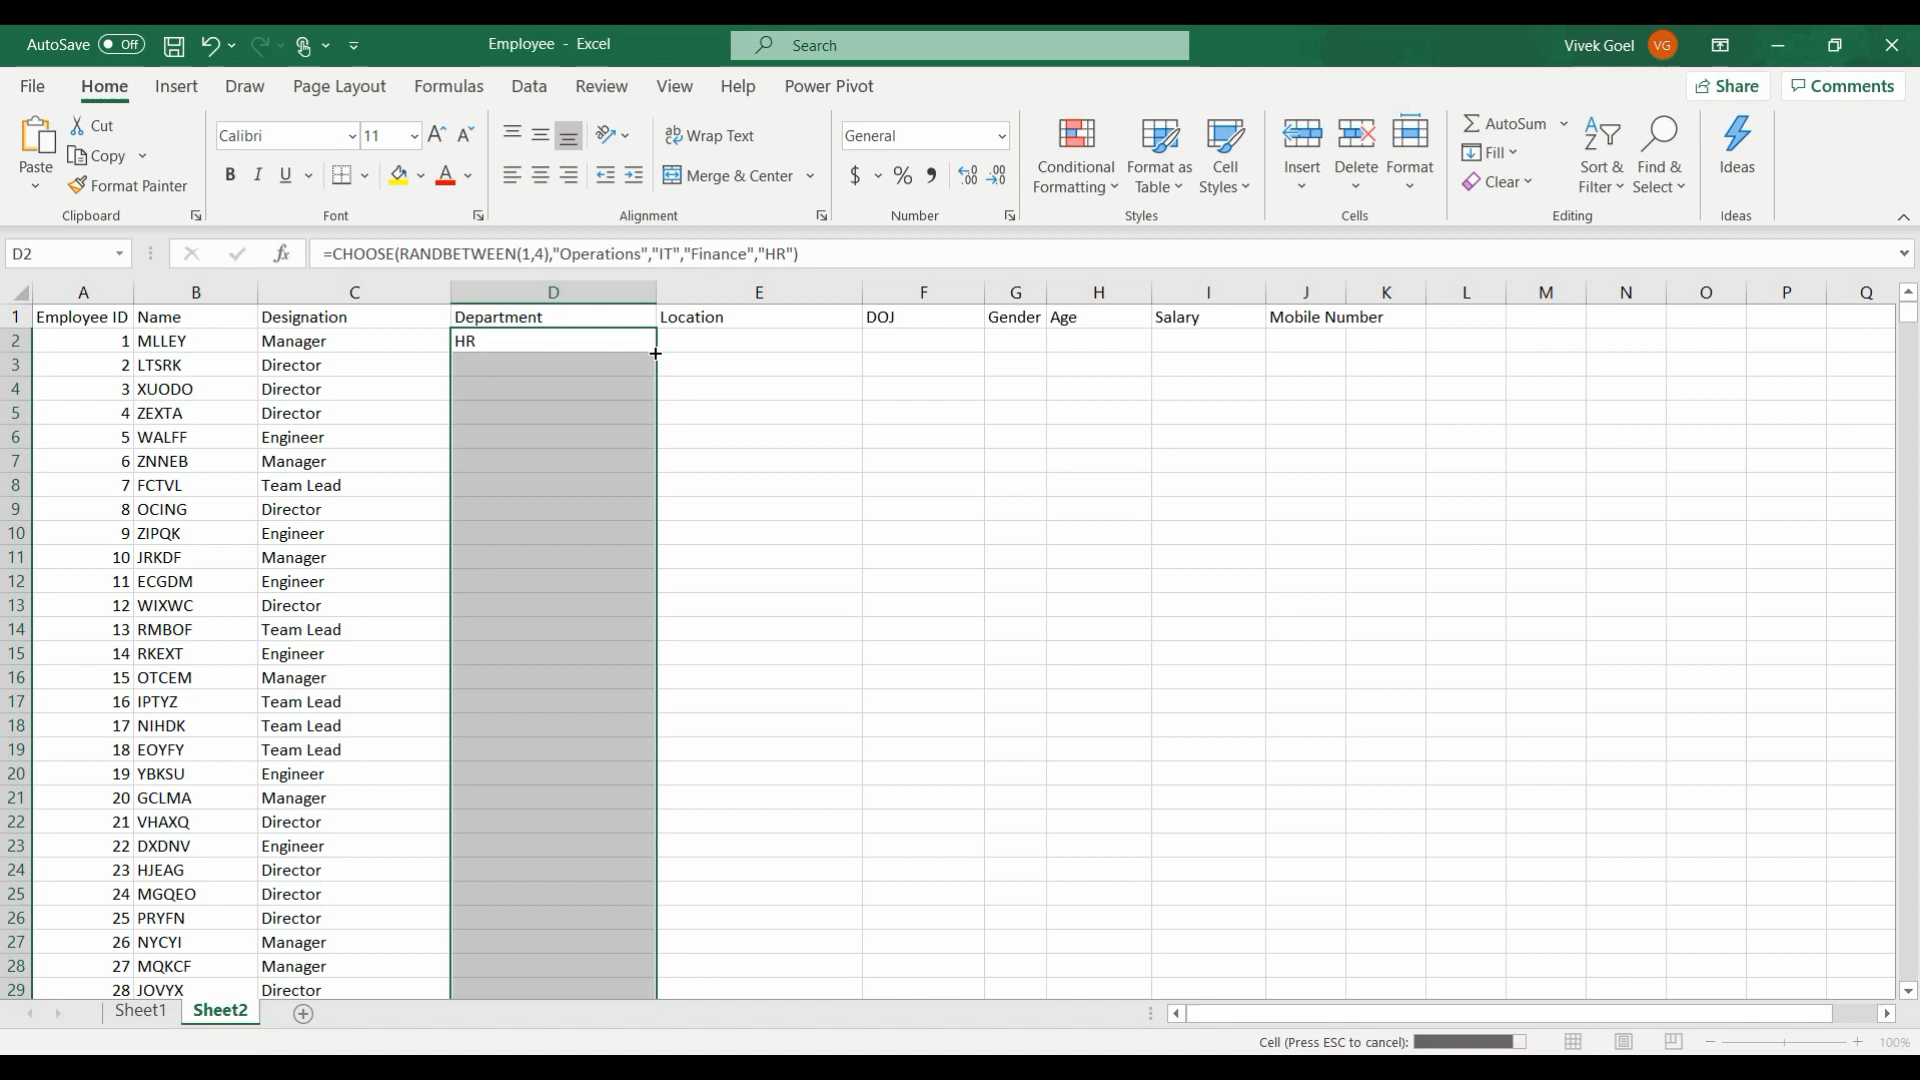 AutoSave Off Employee - Excel Search Vivek Goel VG
File Home Insert Draw Page Layout Formulas Data Review View Help Power Pivot Share Comments
Paste Cut Copy Format Painter Clipboard
Calibri 11 B I U A Font
Wrap Text Merge & Center Alignment
General $ % Number
Conditional Formatting Format as Table Cell Styles Styles
Insert Delete Format Cells
AutoSum Fill Clear Sort & Filter Find & Select Editing
Ideas Ideas
D2 fx =CHOOSE(RANDBETWEEN(1,4),"Operations","IT","Finance","HR")
A B C D E F G H I J K L M N O P Q
1 Employee ID Name Designation Department Location DOJ Gender Age Salary Mobile Number
2 1 MLLEY Manager HR
3 2 LTSRK Director
4 3 XUODO Director
5 4 ZEXTA Director
6 5 WALFF Engineer
7 6 ZNNEB Manager
8 7 FCTVL Team Lead
9 8 OCING Director
10 9 ZIPQK Engineer
11 10 JRKDF Manager
12 11 ECGDM Engineer
13 12 WIXWC Director
14 13 RMBOF Team Lead
15 14 RKEXT Engineer
16 15 OTCEM Manager
17 16 IPTYZ Team Lead
18 17 NIHDK Team Lead
19 18 EOYFY Team Lead
20 19 YBKSU Engineer
21 20 GCLMA Manager
22 21 VHAXQ Director
23 22 DXDNV Engineer
24 23 HJEAG Director
25 24 MGQEO Director
26 25 PRYFN Director
27 26 NYCYI Manager
28 27 MQKCF Manager
29 28 JOVYX Director
Sheet1 Sheet2
Cell (Press ESC to cancel): 100%